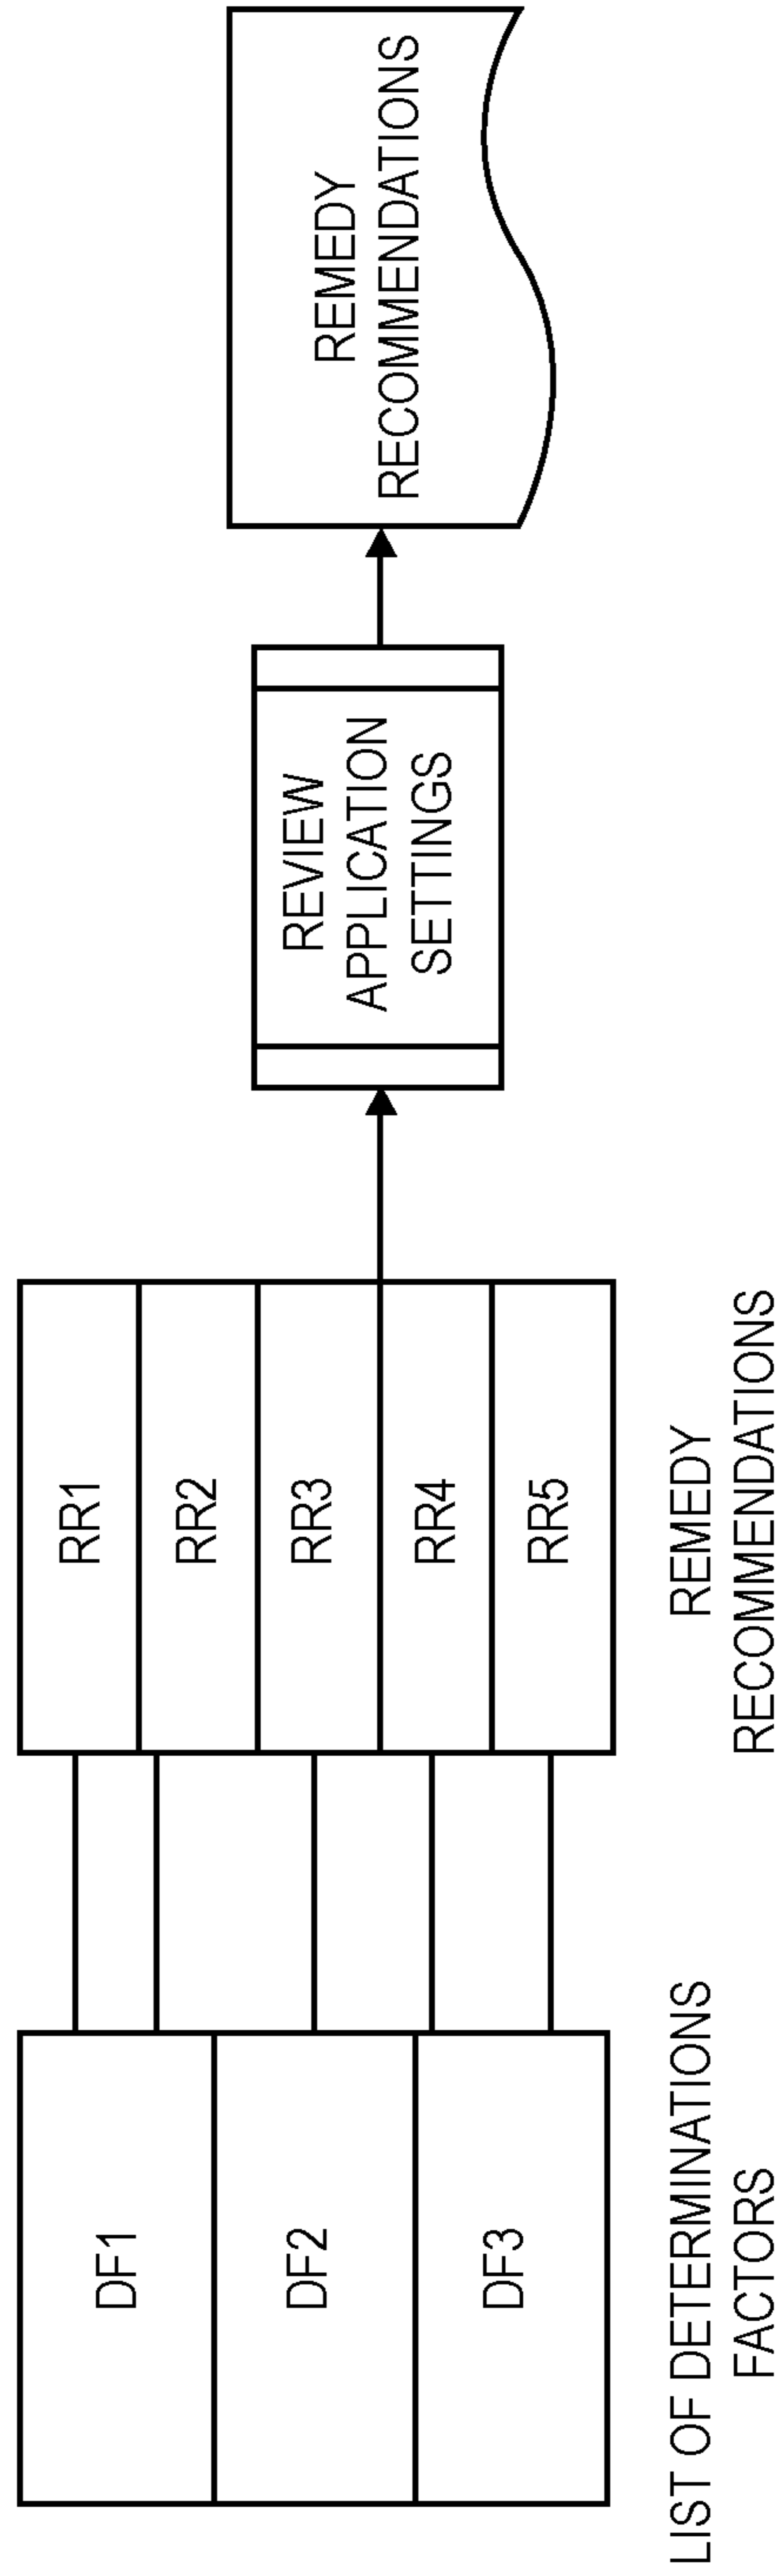 DF1
DF2
DF3
LIST OF DETERMINATIONS
FACTORS
RR1
RR2
RR3
RR4
RR5
REMEDY
RECOMMENDATIONS
REVIEW
APPLICATION
SETTINGS
REMEDY
RECOMMENDATIONS